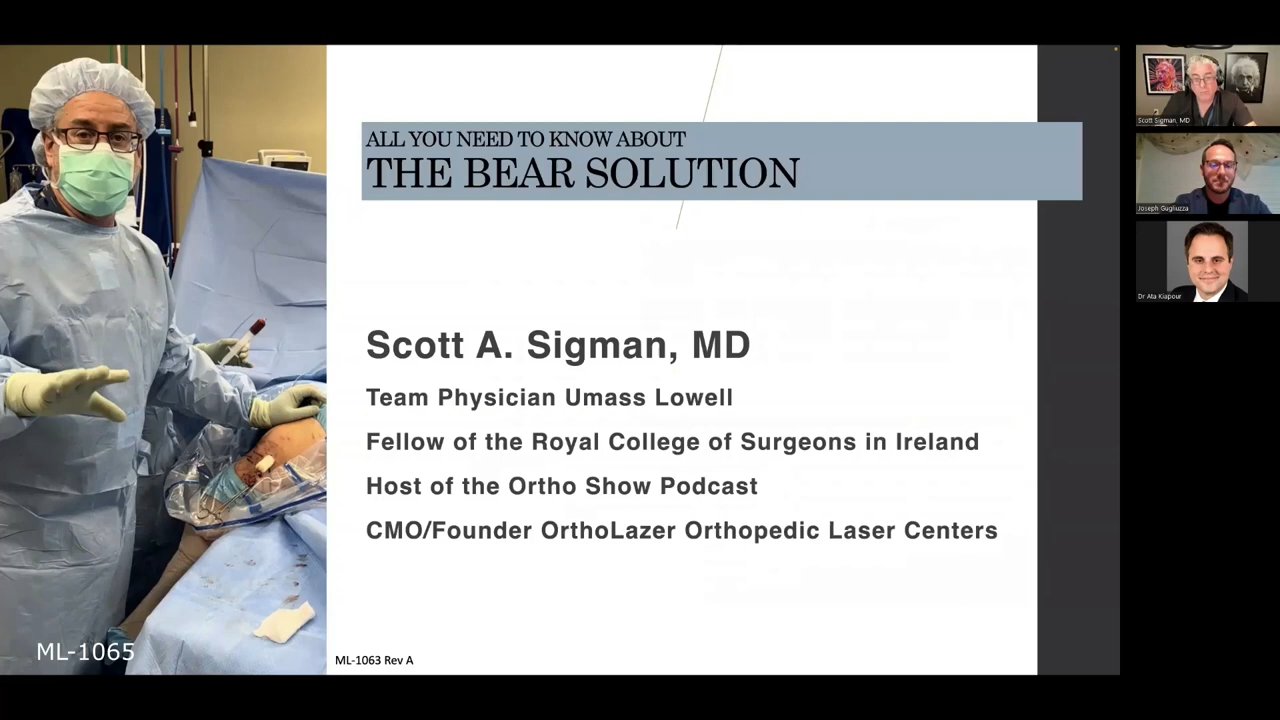 ALL YOU NEED TO KNOW ABOUT
THE BEAR SOLUTION
Scott A. Sigman, MD
Team Physician Umass Lowell
Fellow of the Royal College of Surgeons in Ireland
Host of the Ortho Show Podcast
CMO/Founder OrthoLazer Orthopedic Laser Centers
ML-1065
ML-1063 Rev A
Scott Sigman, MD
Joseph Gugliuzza
Dr Ata Kiapour